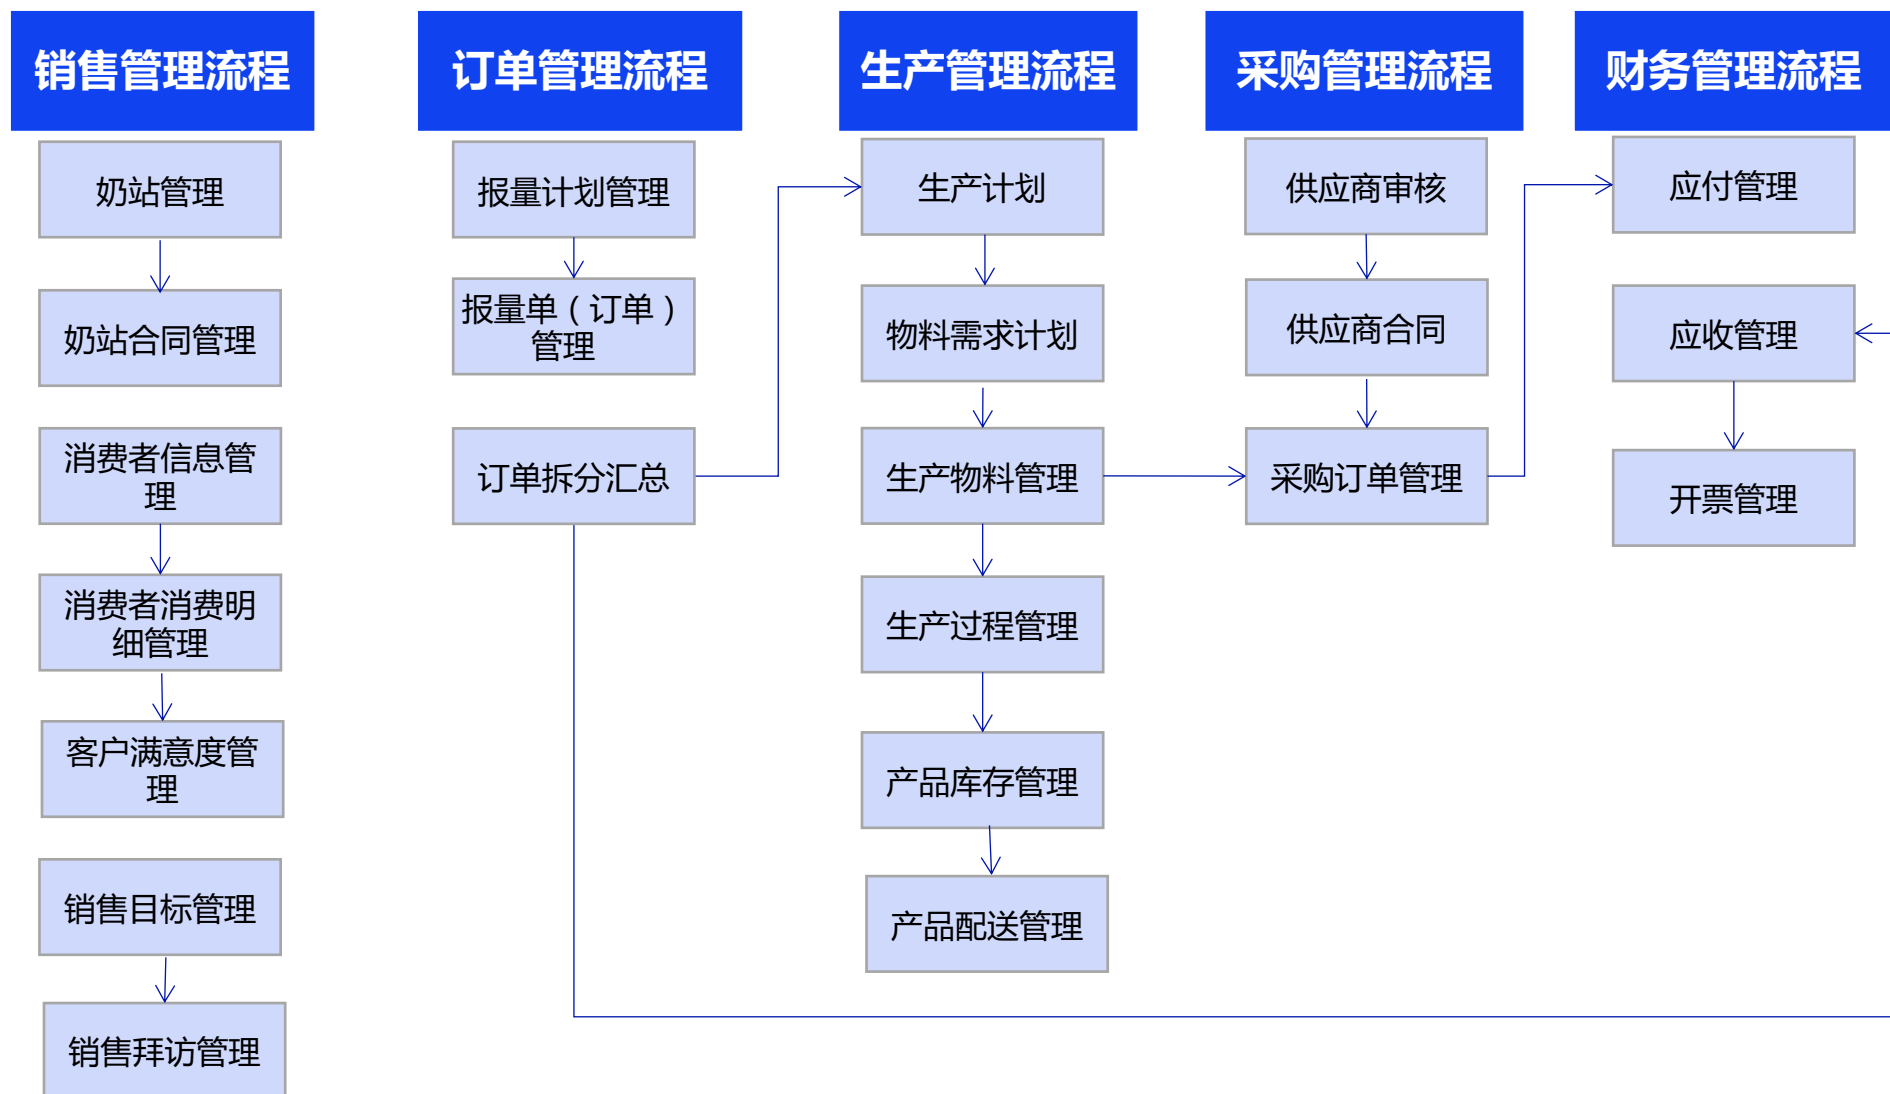 销售管理流程
奶站管理
奶站合同管理
消费者信息管
理
消费者消费明
细管理
客户满意度管
理
销售目标管理
销售拜访管理
订单管理流程
报量计划管理
报量单（订单）
管理
订单拆分汇总
生产管理流程
生产计划
物料需求计划
生产物料管理
生产过程管理
产品库存管理
产品配送管理
采购管理流程
供应商审核
供应商合同
采购订单管理
财务管理流程
应付管理
应收管理
开票管理